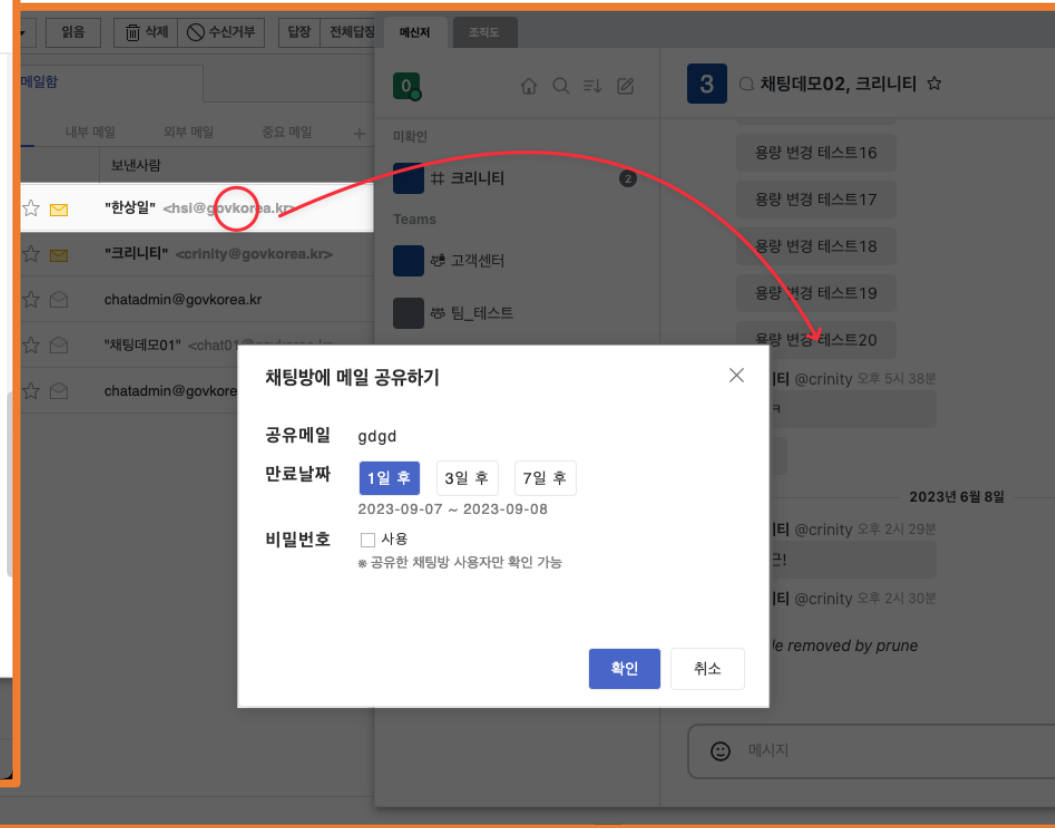 읽음 삭제 수신거부 답장 전체답장
메일함
내부 메일 외부 메일 중요 메일 +
보낸사람
"한상일" <hsi@govkorea.kr>
"크리니티" <crinity@govkorea.kr>
chatadmin@govkorea.kr
"채팅데모01" <chat01@govkorea.kr
chatadmin@govkore
메신저 조직도
0
미확인
# 크리니티 2
Teams
고객센터
팀_테스트
3 채팅데모02, 크리니티
용량 변경 테스트16
용량 변경 테스트17
용량 변경 테스트18
용량 변경 테스트19
용량 변경 테스트20
티 @crinity 오후 5시 38분
ㅋ
2023년 6월 8일
티 @crinity 오후 2시 29분
근!
티 @crinity 오후 2시 30분
le removed by prune
메시지
채팅방에 메일 공유하기
공유메일 gdgd
만료날짜 1일 후 3일 후 7일 후
2023-09-07 ~ 2023-09-08
비밀번호 사용
※ 공유한 채팅방 사용자만 확인 가능
확인 취소